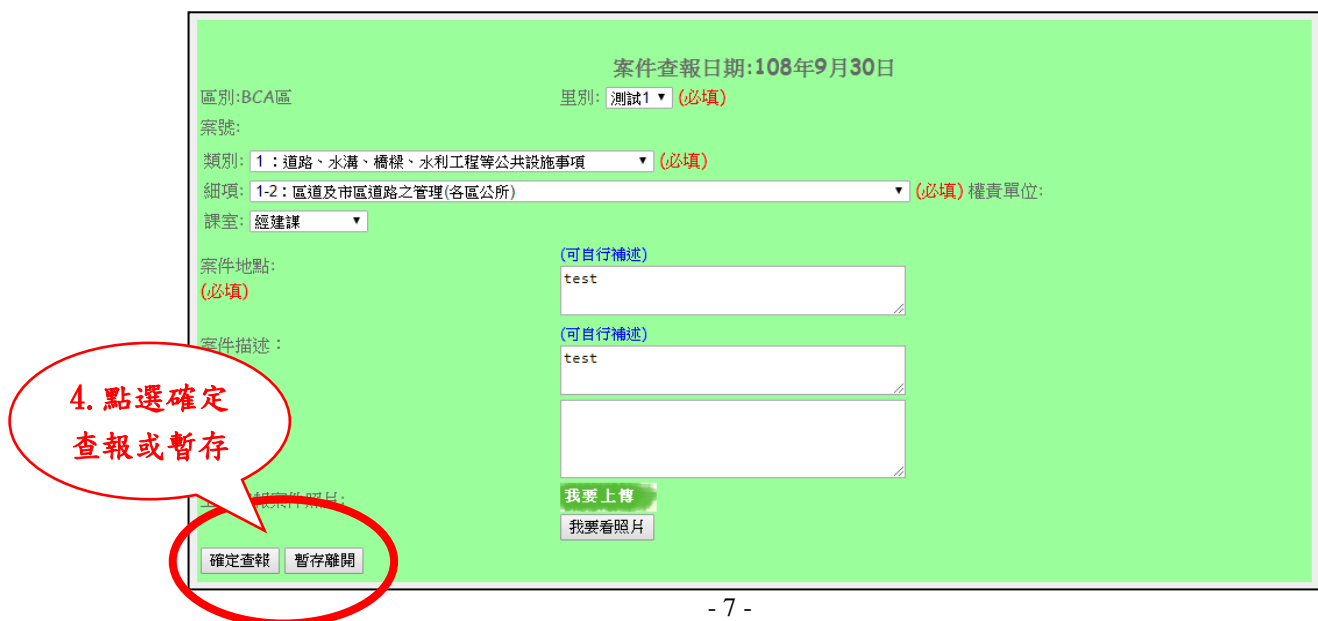 案件查報日期:108年9月30日
區別:BCA區 里別: 測試1 (必填)
案號:
類別: 1：道路、水溝、橋樑、水利工程等公共設施事項 (必填)
細項: 1-2：區道及市區道路之管理(各區公所) (必填) 權責單位:
課室: 經建課
案件地點:
(必填)
(可自行補述)
test
案件描述：
(可自行補述)
test
4.點選確定
查報或暫存
案件照片:
我要上傳
我要看照片
確定查報 暫存離開
- 7 -